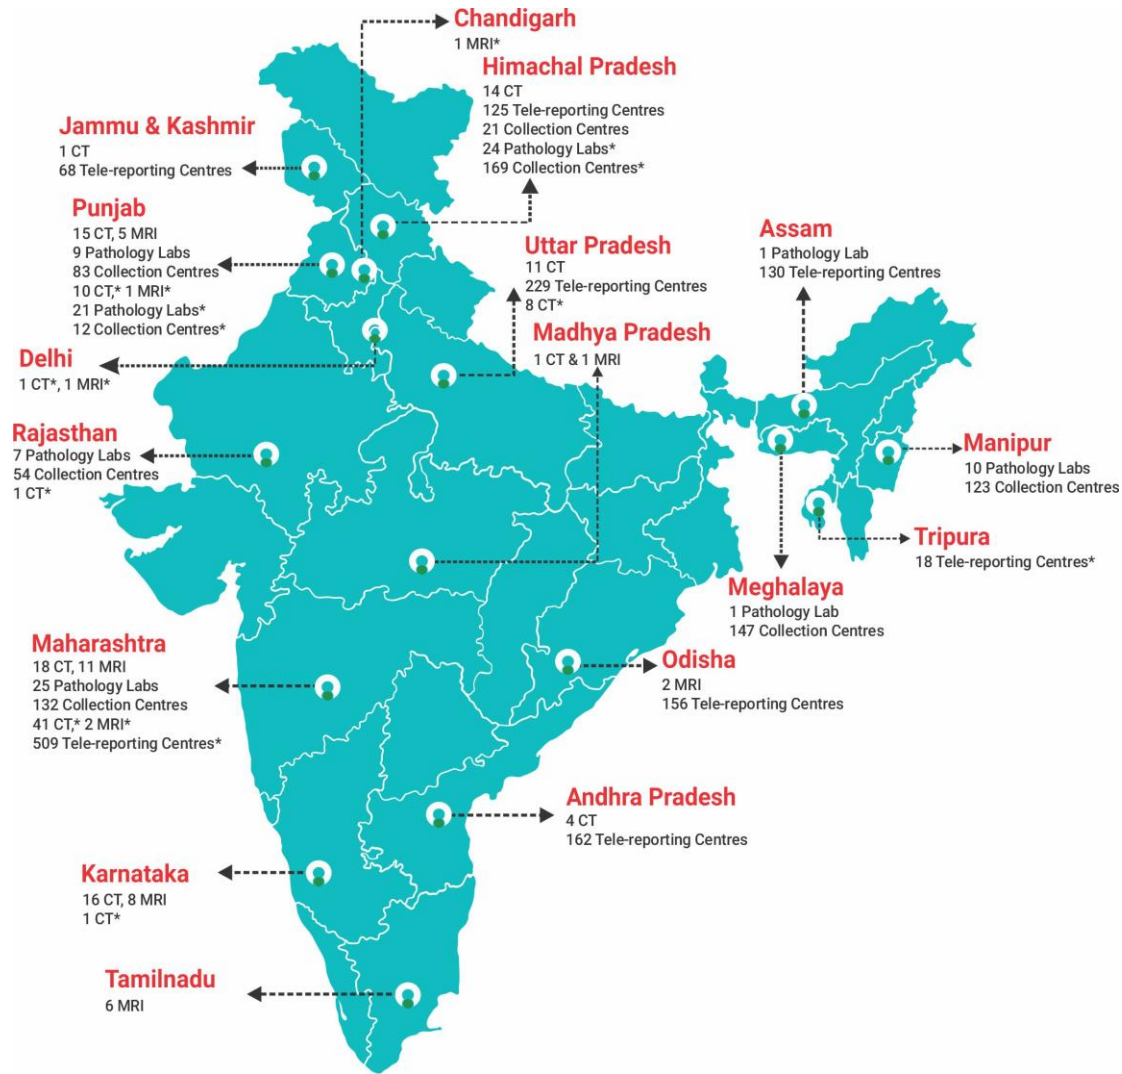 Chandigarh
1 MRI*
Himachal Pradesh
14 CT
125 Tele-reporting Centres
21 Collection Centres
24 Pathology Labs*
169 Collection Centres*
Jammu & Kashmir
1 CT
68 Tele-reporting Centres
Punjab
15 CT, 5 MRI
9 Pathology Labs
83 Collection Centres
10 CT,* 1 MRI*
21 Pathology Labs*
12 Collection Centres*
Uttar Pradesh
11 CT
229 Tele-reporting Centres
8 CT*
Assam
1 Pathology Lab
130 Tele-reporting Centres
Madhya Pradesh
1 CT & 1 MRI
Delhi
1 CT*, 1 MRI*
Rajasthan
7 Pathology Labs
54 Collection Centres
1 CT*
Manipur
10 Pathology Labs
123 Collection Centres
Tripura
18 Tele-reporting Centres*
Meghalaya
1 Pathology Lab
147 Collection Centres
Maharashtra
18 CT, 11 MRI
25 Pathology Labs
132 Collection Centres
41 CT,* 2 MRI*
509 Tele-reporting Centres*
Odisha
2 MRI
156 Tele-reporting Centres
Andhra Pradesh
4 CT
162 Tele-reporting Centres
Karnataka
16 CT, 8 MRI
1 CT*
Tamilnadu
6 MRI